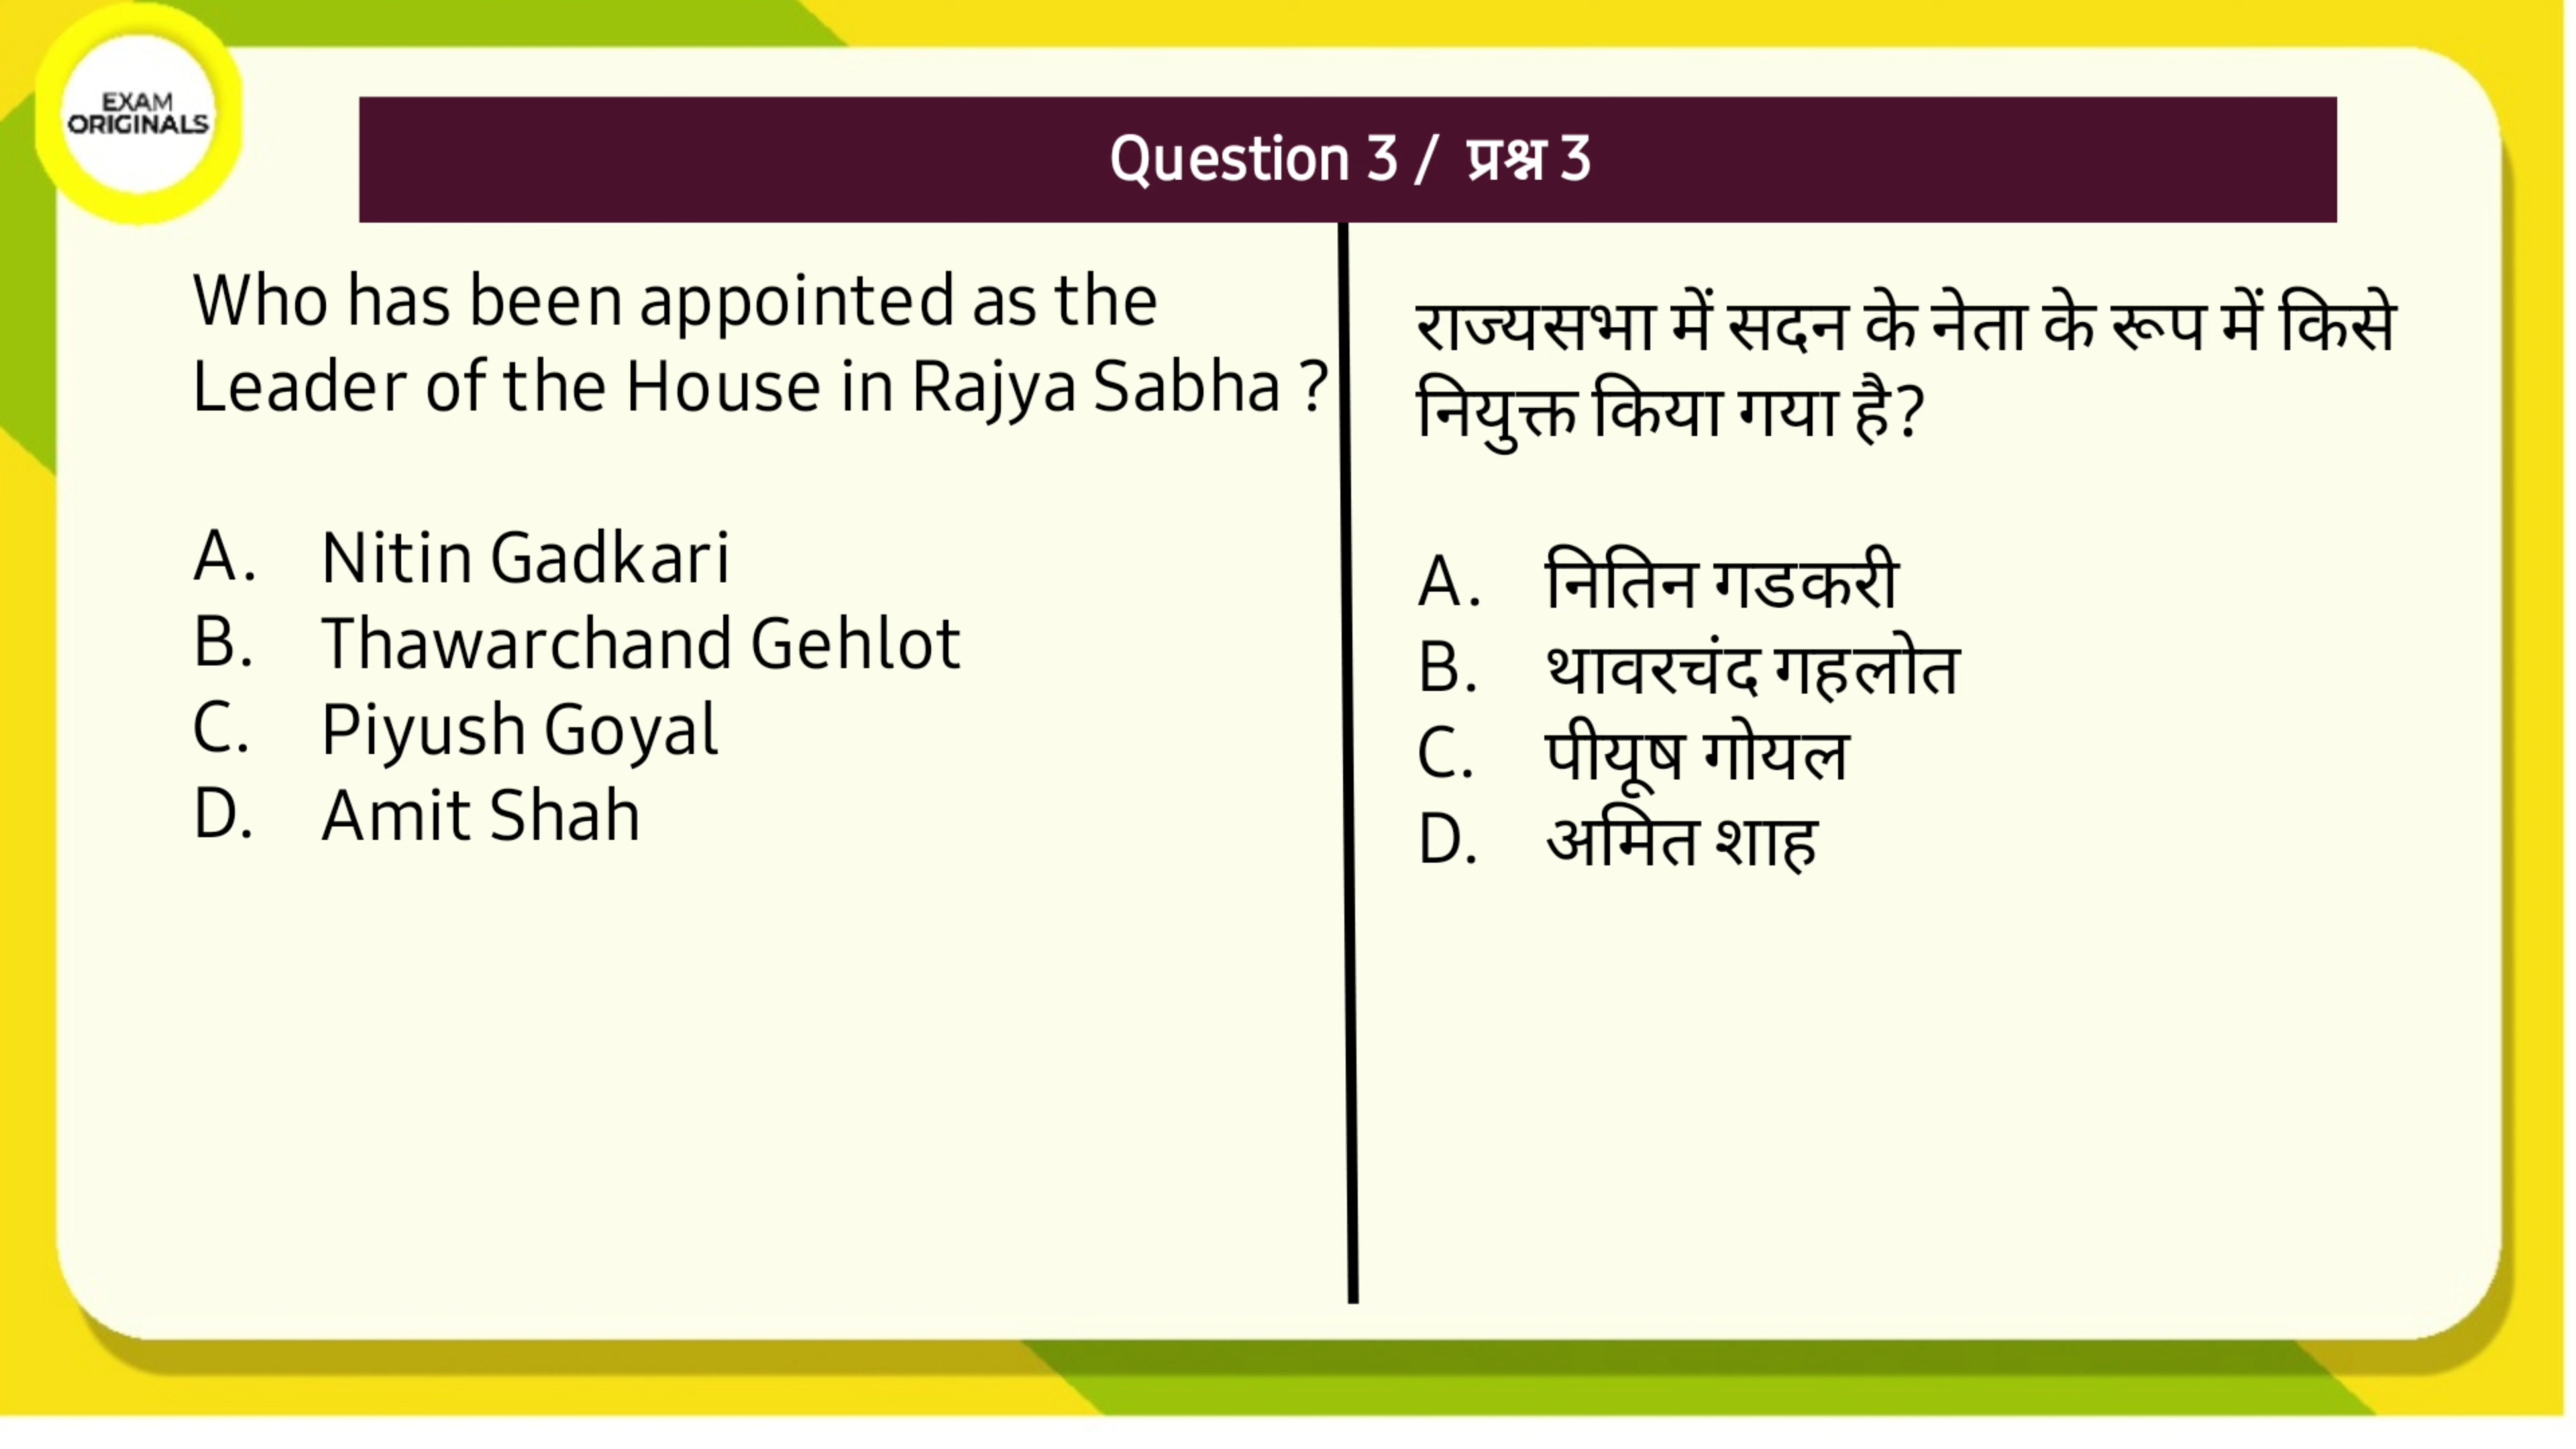 EXAM
ORIGINALS
Question 3 / प्रश्न 3
Who has been appointed as the
Leader of the House in Rajya Sabha ?
A. Nitin Gadkari
B. Thawarchand Gehlot
C. Piyush Goyal
D. Amit Shah
राज्यसभा में सदन के नेता के रूप में किसे
नियुक्त किया गया है?
A. नितिन गडकरी
B. थावरचंद गहलोत
C. पीयूष गोयल
D. अमित शाह